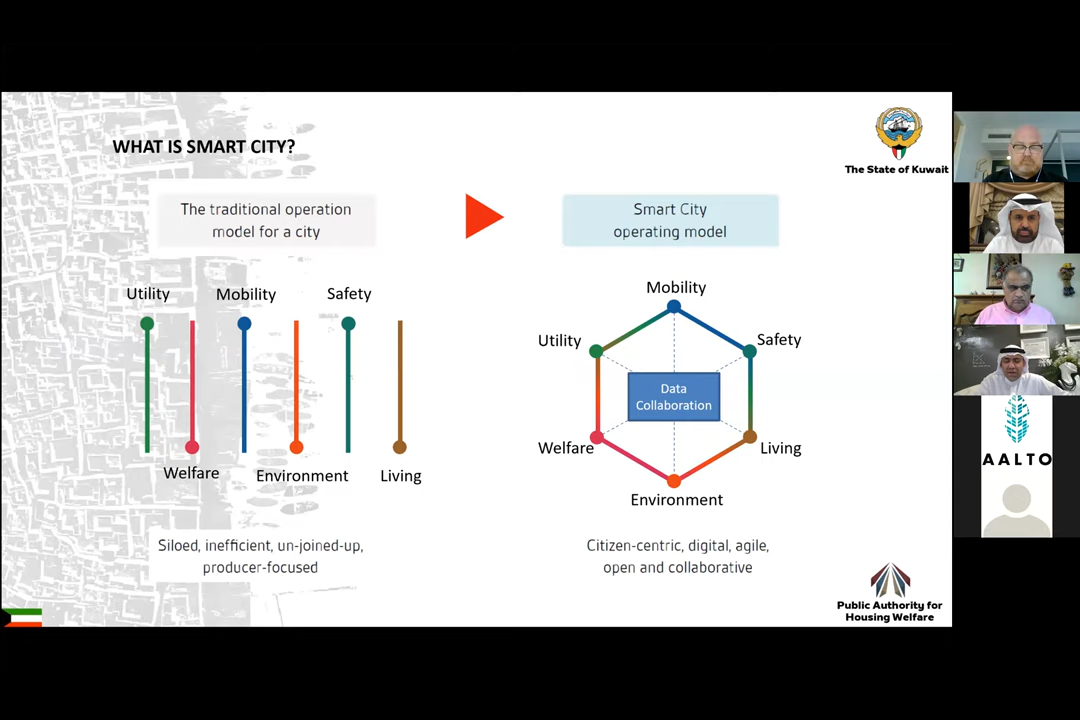 WHAT IS SMART CITY?
The State of Kuwait
The traditional operation
model for a city
Smart City
operating model
Utility
Mobility
Safety
Welfare
Environment
Living
Mobility
Utility
Safety
Data
Collaboration
Welfare
Living
Environment
Siloed, inefficient, un-joined-up,
producer-focused
Citizen-centric, digital, agile,
open and collaborative
Public Authority for
Housing Welfare
AALTO